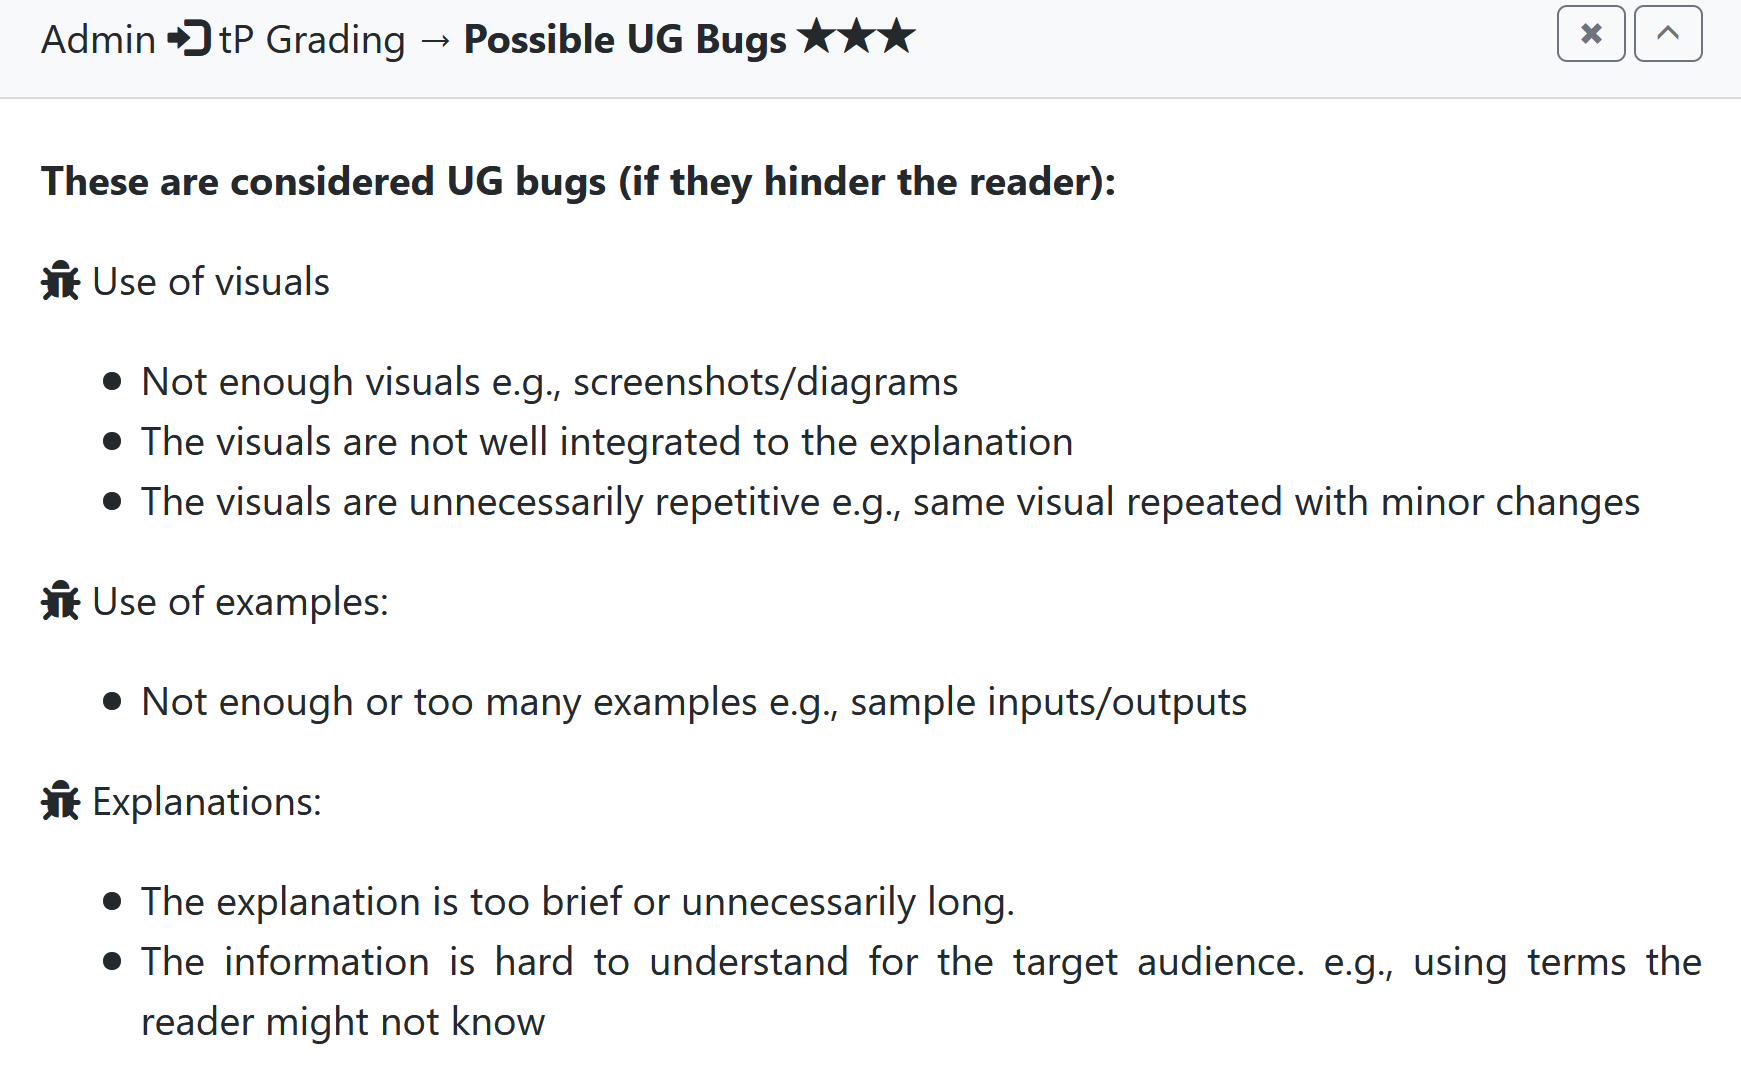 Admin tP Grading → Possible UG Bugs ★★★
These are considered UG bugs (if they hinder the reader):
Use of visuals
• Not enough visuals e.g., screenshots/diagrams
• The visuals are not well integrated to the explanation
• The visuals are unnecessarily repetitive e.g., same visual repeated with minor changes
Use of examples:
• Not enough or too many examples e.g., sample inputs/outputs
Explanations:
• The explanation is too brief or unnecessarily long.
• The information is hard to understand for the target audience. e.g., using terms the
reader might not know